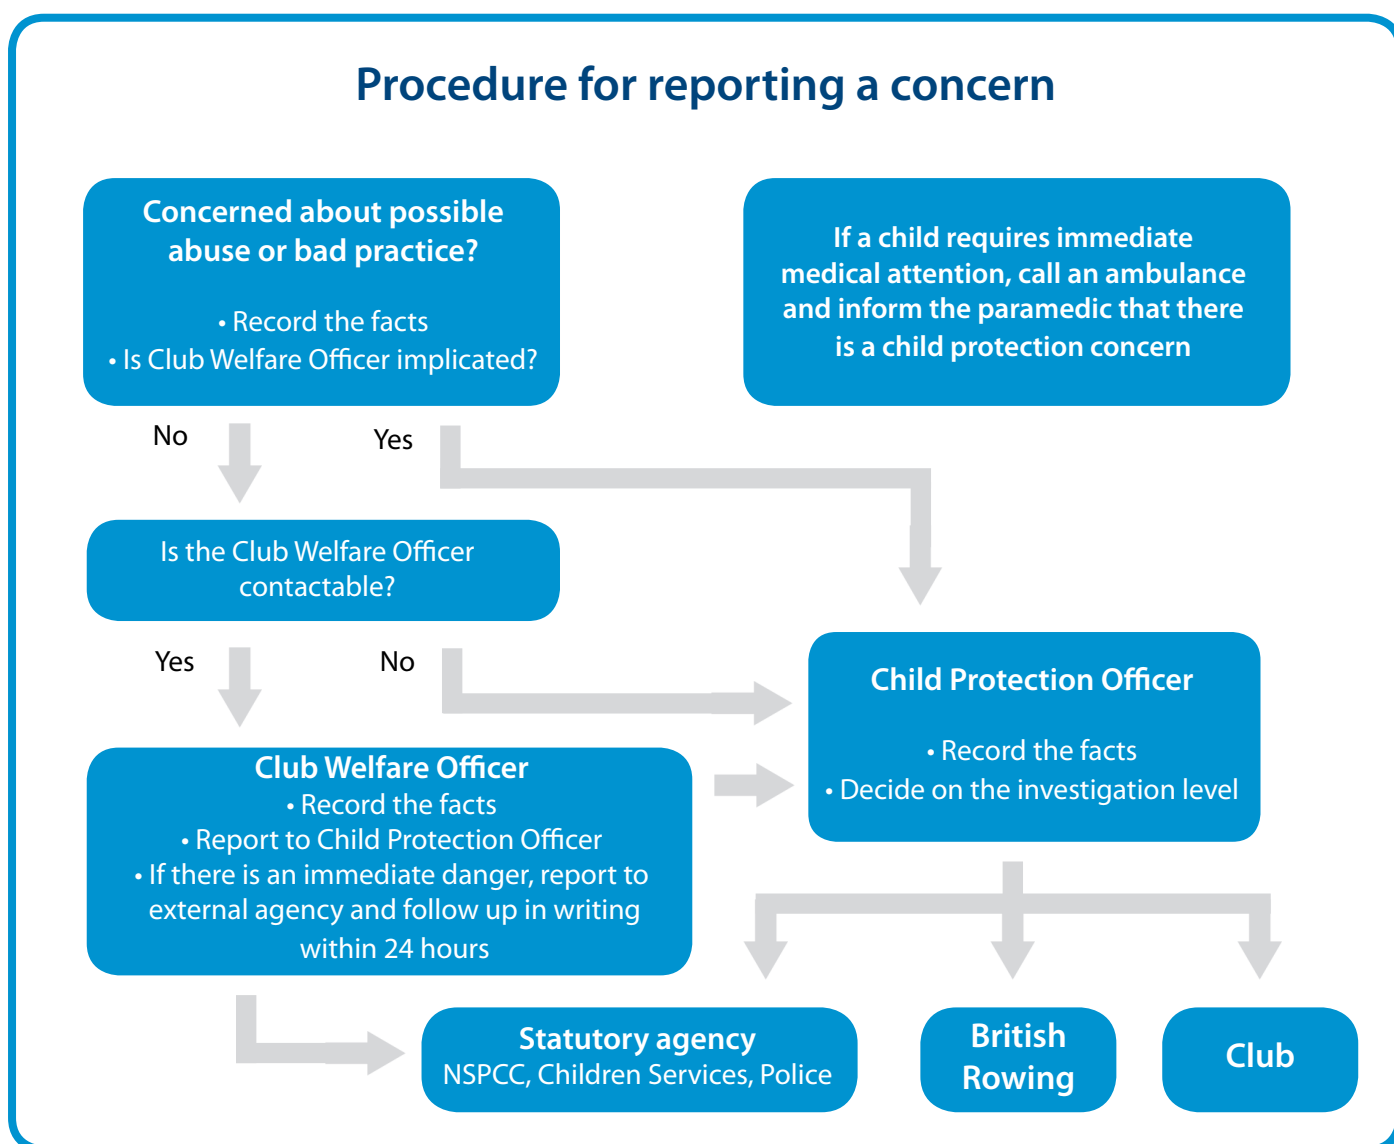 Procedure for reporting a concern
Concerned about possible
abuse or bad practice?
• Record the facts
• Is Club Welfare Officer implicated?
If a child requires immediate
medical attention, call an ambulance
and inform the paramedic that there
is a child protection concern
No
Yes
Is the Club Welfare Officer
contactable?
Yes
No
Child Protection Officer
• Record the facts
• Decide on the investigation level
Club Welfare Officer
• Record the facts
• Report to Child Protection Officer
• If there is an immediate danger, report to
external agency and follow up in writing
within 24 hours
Statutory agency
NSPCC, Children Services, Police
British
Rowing
Club